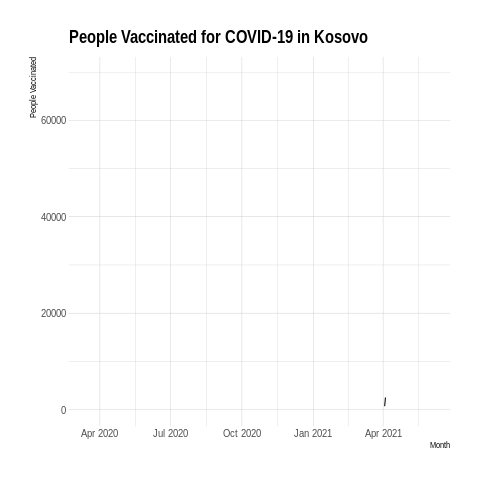 People Vaccinated for COVID-19 in Kosovo
People Vaccinated
60000
40000
20000
0
Apr 2020 Jul 2020 Oct 2020 Jan 2021 Apr 2021
Month